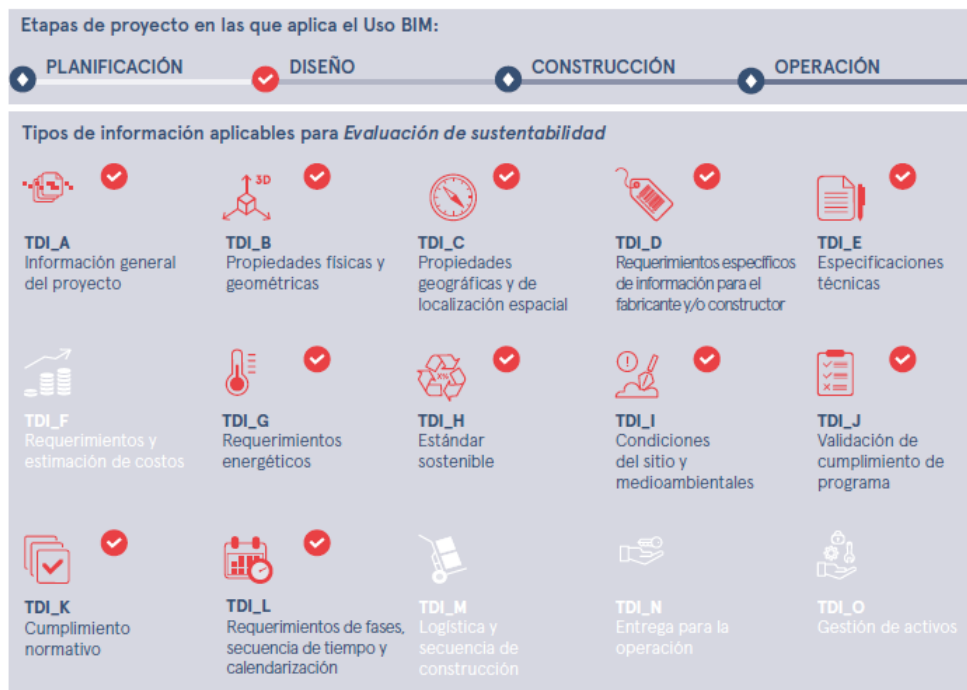 Etapas de proyecto en las que aplica el Uso BIM:
PLANIFICACIÓN
DISEÑO
CONSTRUCCIÓN
OPERACIÓN
Tipos de información aplicables para Evaluación de sustentabilidad
3D
TDI_A
Información general
del proyecto
TDI_B
Propiedades físicas y
geométricas
TDI_C
Propiedades
geográficas y de
localización espacial
TDI_D
Requerimientos específicos
de información para el
fabricante y/o constructor
TDI_E
Especificaciones
técnicas
X%
TDI_F
Requerimientos y
estimación de costos
TDI_G
Requerimientos
energéticos
TDI_H
Estándar
sostenible
TDI_I
Condiciones
del sitio y
medioambientales
TDI_J
Validación de
cumplimiento de
programa
TDI_K
Cumplimiento
normativo
TDI_L
Requerimientos de fases,
secuencia de tiempo y
calendarización
TDI_M
Logística y
secuencia de
construcción
TDI_N
Entrega para la
operación
TDI_O
Gestión de activos